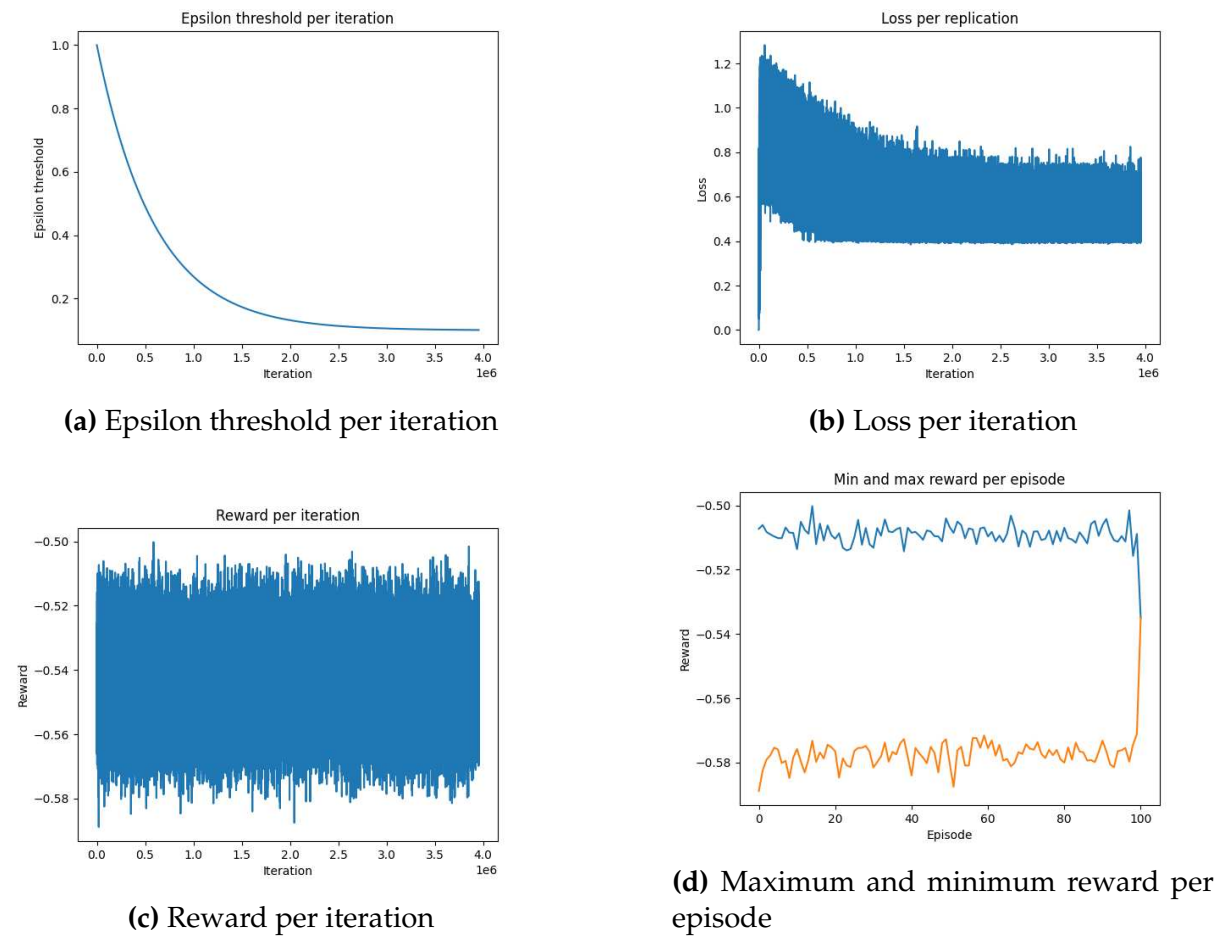 Epsilon threshold per iteration
1.0
0.8
0.6
0.4
0.2
Epsilon threshold
0.0 0.5 1.0 1.5 2.0 2.5 3.0 3.5 4.0
Iteration
1e6
(a) Epsilon threshold per iteration
Loss per replication
1.2
1.0
0.8
0.6
0.4
0.2
0.0
Loss
0.0 0.5 1.0 1.5 2.0 2.5 3.0 3.5 4.0
Iteration
1e6
(b) Loss per iteration
Reward per iteration
−0.50
−0.52
−0.54
−0.56
−0.58
Reward
0.0 0.5 1.0 1.5 2.0 2.5 3.0 3.5 4.0
Iteration
1e6
(c) Reward per iteration
Min and max reward per episode
−0.50
−0.52
−0.54
−0.56
−0.58
Reward
0 20 40 60 80 100
Episode
(d) Maximum and minimum reward per
episode